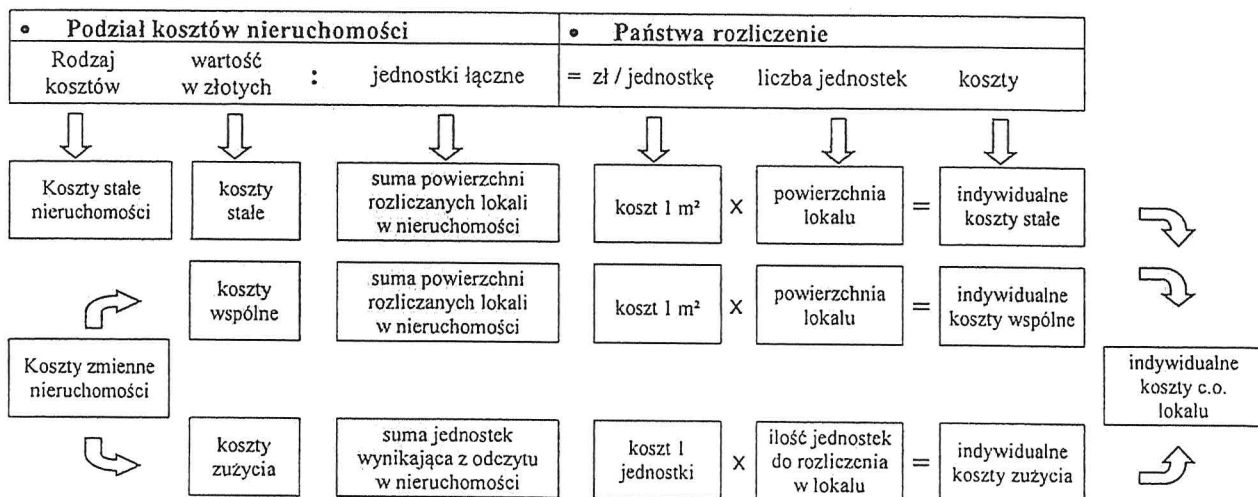 • Podział kosztów nieruchomości
• Państwa rozliczenie
Rodzaj
kosztów
wartość
w złotych
:
jednostki łączne
= zł / jednostkę
liczba jednostek
koszty
Koszty stałe
nieruchomości
koszty
stałe
suma powierzchni
rozliczanych lokali
w nieruchomości
koszt 1 m²
X
powierzchnia
lokalu
=
indywidualne
koszty stałe
koszty
wspólne
suma powierzchni
rozliczanych lokali
w nieruchomości
koszt 1 m²
X
powierzchnia
lokalu
=
indywidualne
koszty wspólne
Koszty zmienne
nieruchomości
indywidualne
koszty c.o.
lokalu
koszty
zużycia
suma jednostek
wynikająca z odczytu
w nieruchomości
koszt 1
jednostki
X
ilość jednostek
do rozliczenia
w lokalu
=
indywidualne
koszty zużycia